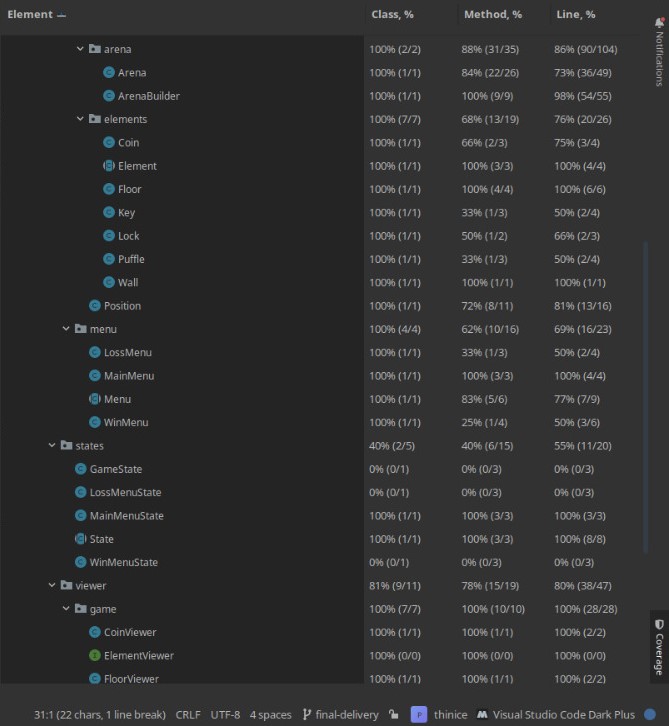 Element Class, % Method, % Line, %
arena 100% (2/2) 88% (31/35) 86% (90/104)
Arena 100% (1/1) 84% (22/26) 73% (36/49)
ArenaBuilder 100% (1/1) 100% (9/9) 98% (54/55)
elements 100% (7/7) 68% (13/19) 76% (20/26)
Coin 100% (1/1) 66% (2/3) 75% (3/4)
Element 100% (1/1) 100% (3/3) 100% (4/4)
Floor 100% (1/1) 100% (4/4) 100% (6/6)
Key 100% (1/1) 33% (1/3) 50% (2/4)
Lock 100% (1/1) 50% (1/2) 66% (2/3)
Puffle 100% (1/1) 33% (1/3) 50% (2/4)
Wall 100% (1/1) 100% (1/1) 100% (1/1)
Position 100% (1/1) 72% (8/11) 81% (13/16)
menu 100% (4/4) 62% (10/16) 69% (16/23)
LossMenu 100% (1/1) 33% (1/3) 50% (2/4)
MainMenu 100% (1/1) 100% (3/3) 100% (4/4)
Menu 100% (1/1) 83% (5/6) 77% (7/9)
WinMenu 100% (1/1) 25% (1/4) 50% (3/6)
states 40% (2/5) 40% (6/15) 55% (11/20)
GameState 0% (0/1) 0% (0/3) 0% (0/3)
LossMenuState 0% (0/1) 0% (0/3) 0% (0/3)
MainMenuState 100% (1/1) 100% (3/3) 100% (3/3)
State 100% (1/1) 100% (3/3) 100% (8/8)
WinMenuState 0% (0/1) 0% (0/3) 0% (0/3)
viewer 81% (9/11) 78% (15/19) 80% (38/47)
game 100% (7/7) 100% (10/10) 100% (28/28)
CoinViewer 100% (1/1) 100% (1/1) 100% (2/2)
ElementViewer 100% (0/0) 100% (0/0) 100% (0/0)
FloorViewer 100% (1/1) 100% (1/1) 100% (2/2)
Notifications
Coverage
31:1 (22 chars, 1 line break) CRLF UTF-8 4 spaces final-delivery P thinice M Visual Studio Code Dark Plus